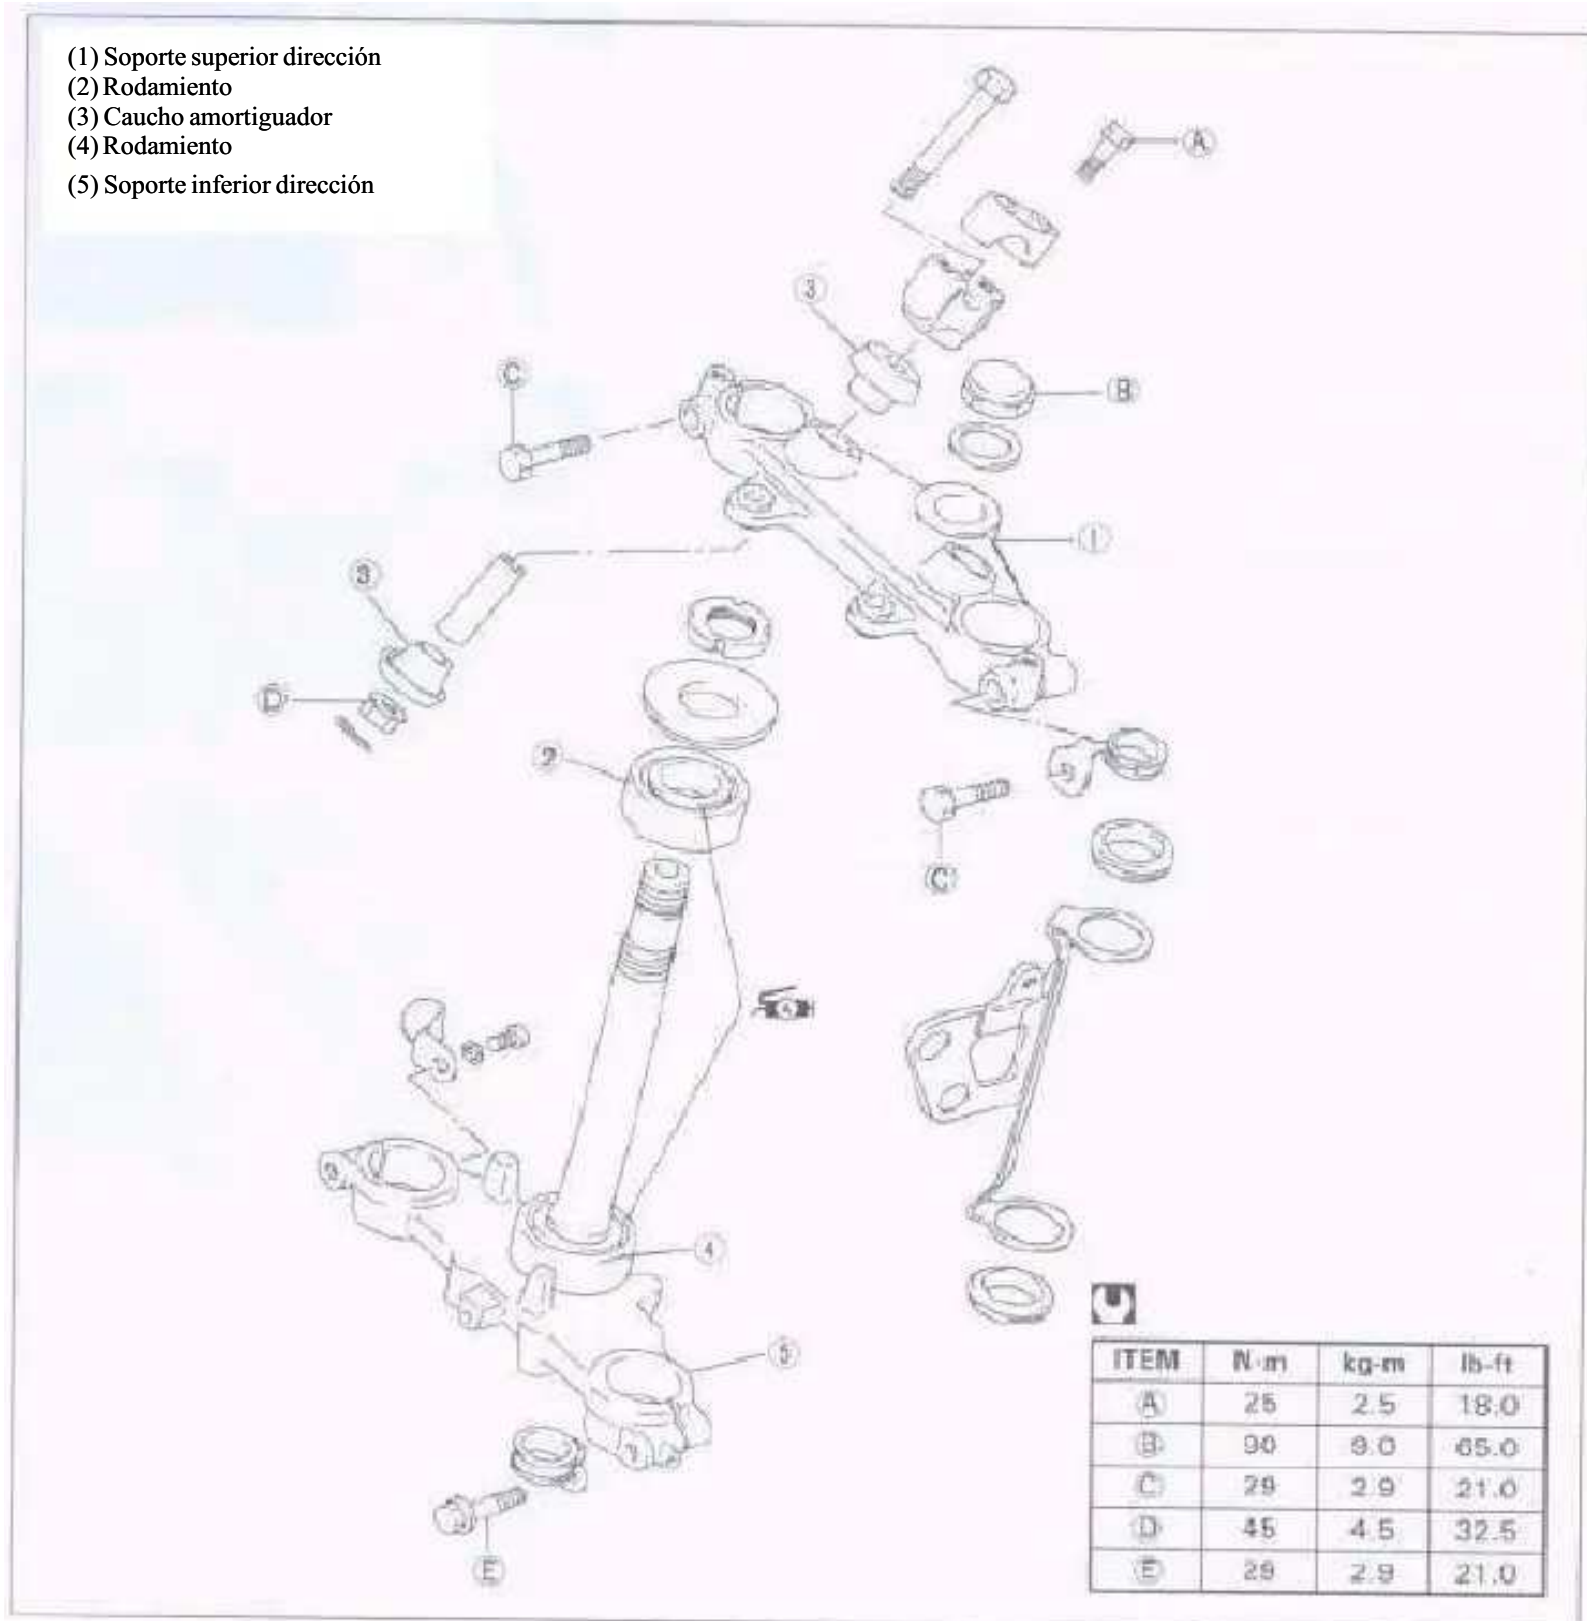 (1) Soporte superior dirección
(2) Rodamiento
(3) Caucho amortiguador
(4) Rodamiento
(5) Soporte inferior dirección
A
3
C
B
1
3
D
2
C
4
5
E
ITEM N·m kg-m lb-ft
A 25 2.5 18.0
B 90 9.0 65.0
C 29 2.9 21.0
D 45 4.5 32.5
E 29 2.9 21.0